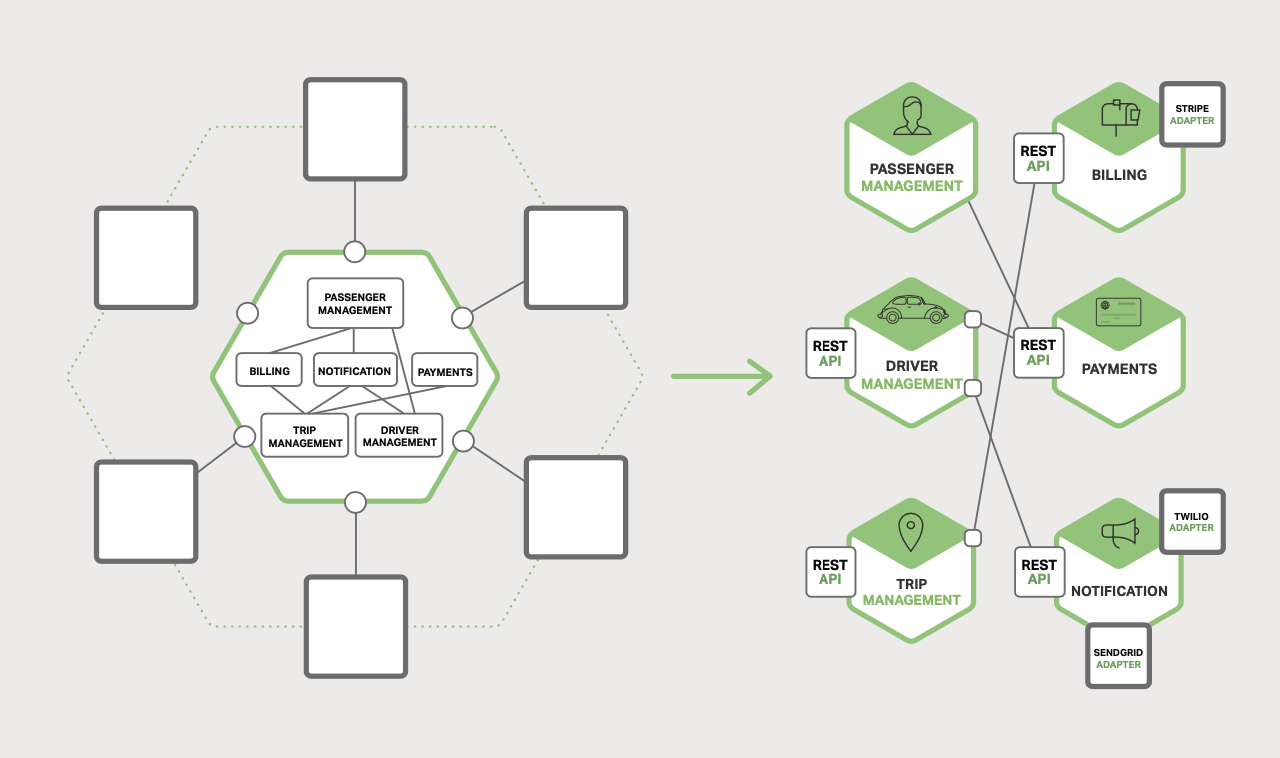 PASSENGER
MANAGEMENT
BILLING
NOTIFICATION
PAYMENTS
TRIP
MANAGEMENT
DRIVER
MANAGEMENT
PASSENGER
MANAGEMENT
REST
API
BILLING
STRIPE
ADAPTER
REST
API
DRIVER
MANAGEMENT
REST
API
PAYMENTS
REST
API
TRIP
MANAGEMENT
REST
API
NOTIFICATION
TWILIO
ADAPTER
SENDGRID
ADAPTER